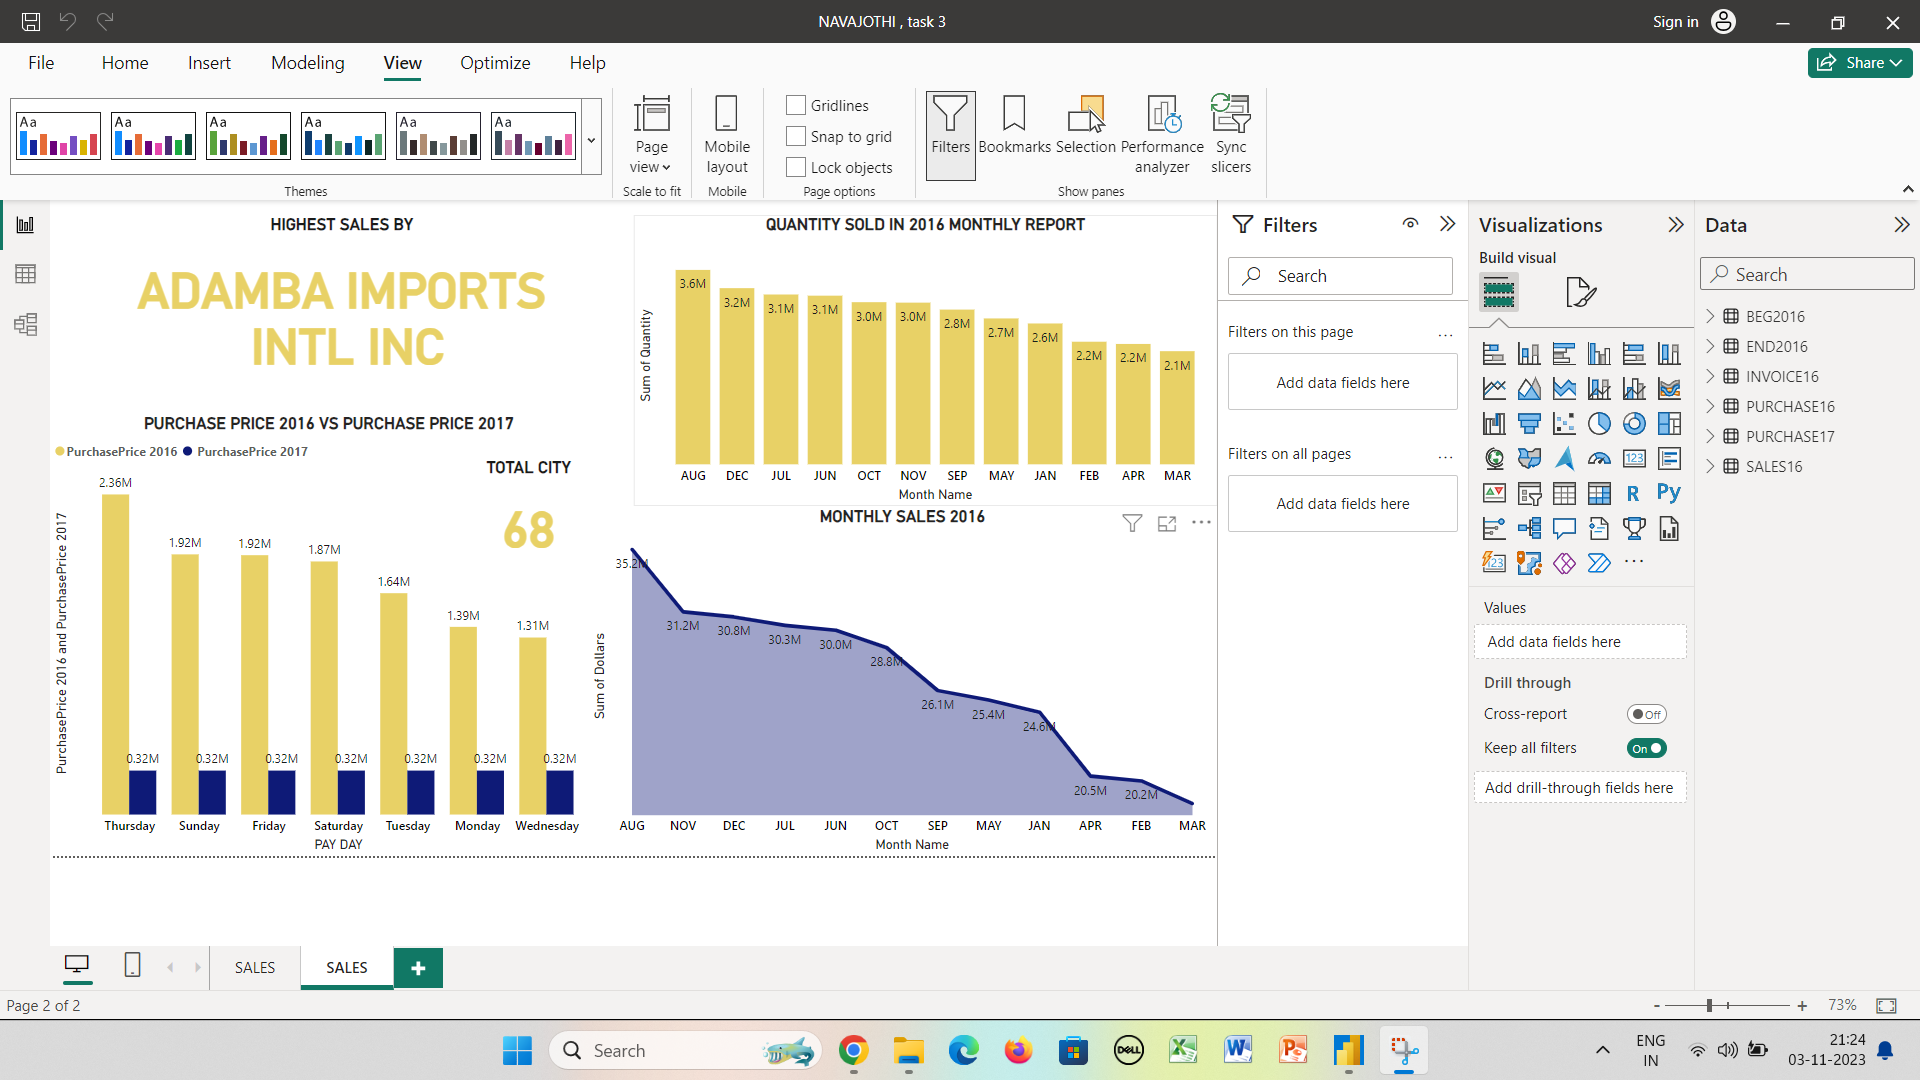 NAVAJOTHI , task 3
Sign in
File Home Insert Modeling View Optimize Help
Share
Aa Aa Aa Aa Aa Aa
Themes
Page view
Scale to fit
Mobile layout
Mobile
Gridlines
Snap to grid
Lock objects
Page options
Filters
Bookmarks
Selection
Performance analyzer
Sync slicers
Show panes
HIGHEST SALES BY
ADAMBA IMPORTS
INTL INC
QUANTITY SOLD IN 2016 MONTHLY REPORT
Sum of Quantity
3.6M 3.2M 3.1M 3.1M 3.0M 3.0M 2.8M 2.7M 2.6M 2.2M 2.2M 2.1M
AUG DEC JUL JUN OCT NOV SEP MAY JAN FEB APR MAR
Month Name
PURCHASE PRICE 2016 VS PURCHASE PRICE 2017
PurchasePrice 2016 PurchasePrice 2017
PurchasePrice 2016 and PurchasePrice 2017
2.36M 1.92M 1.92M 1.87M 1.64M 1.39M 1.31M
0.32M 0.32M 0.32M 0.32M 0.32M 0.32M 0.32M
Thursday Sunday Friday Saturday Tuesday Monday Wednesday
PAY DAY
TOTAL CITY
68
MONTHLY SALES 2016
Sum of Dollars
35.2M 31.2M 30.8M 30.3M 30.0M 28.8M 26.1M 25.4M 24.6M 20.5M 20.2M
AUG NOV DEC JUL JUN OCT SEP MAY JAN APR FEB MAR
Month Name
Filters
Search
Filters on this page
Add data fields here
Filters on all pages
Add data fields here
Visualizations
Build visual
123
R Py
123
Values
Add data fields here
Drill through
Cross-report Off
Keep all filters On
Add drill-through fields here
Data
Search
BEG2016
END2016
INVOICE16
PURCHASE16
PURCHASE17
SALES16
SALES SALES +
Page 2 of 2
- + 73%
Search
DELL
ENG
IN
21:24
03-11-2023